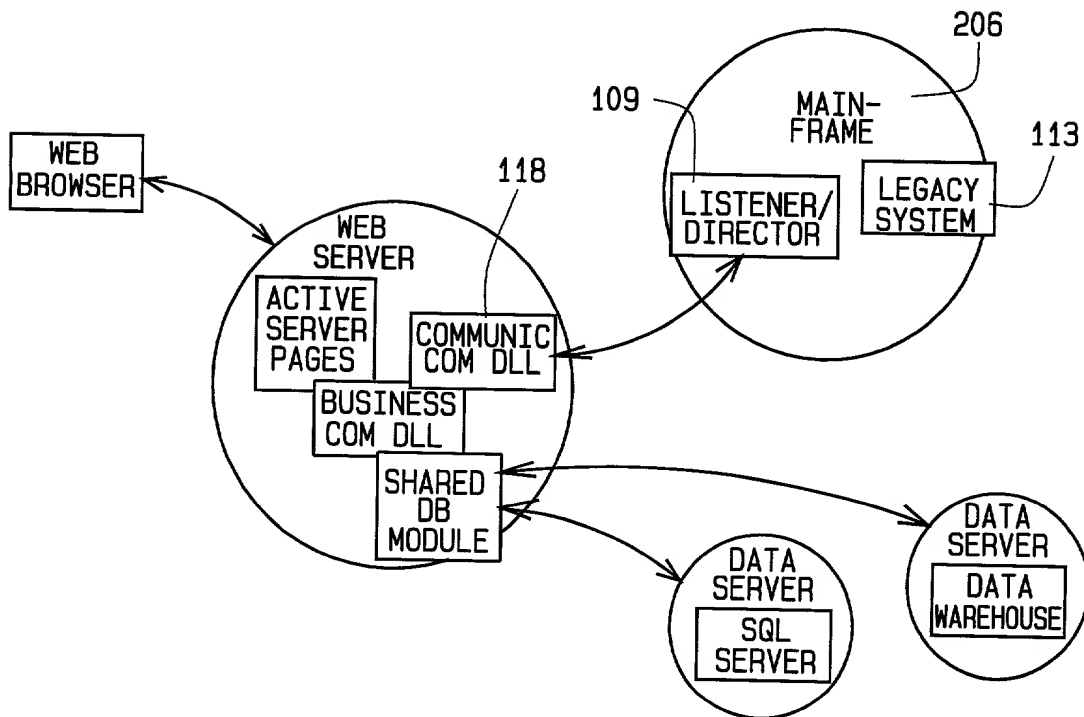 206
109
MAIN-
FRAME
113
WEB
BROWSER
118
LISTENER/
DIRECTOR
LEGACY
SYSTEM
WEB
SERVER
ACTIVE
SERVER
PAGES
COMMUNIC
COM DLL
BUSINESS
COM DLL
SHARED
DB
MODULE
DATA
SERVER
SQL
SERVER
DATA
SERVER
DATA
WAREHOUSE